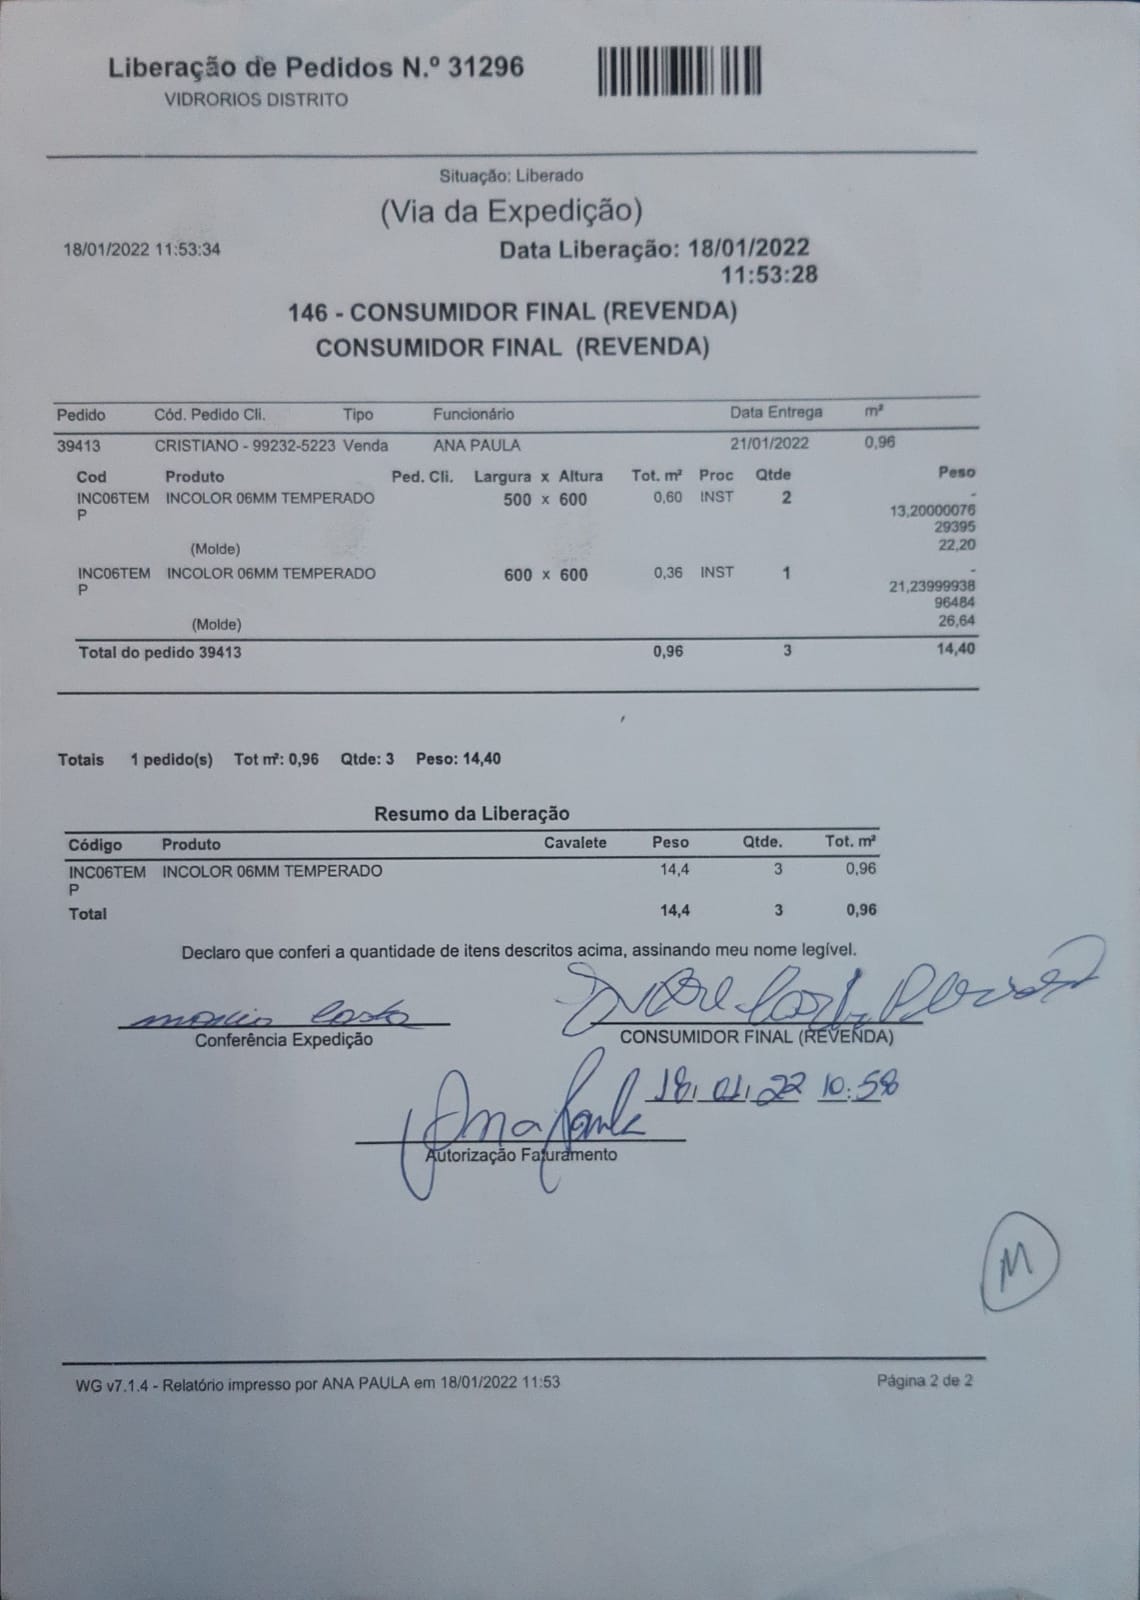 Liberação de Pedidos N.º 31296
VIDRORIOS DISTRITO
Situação: Liberado
(Via da Expedição)
18/01/2022 11:53:34 Data Liberação: 18/01/2022
11:53:28
146 - CONSUMIDOR FINAL (REVENDA)
CONSUMIDOR FINAL (REVENDA)
Pedido Cód. Pedido Cli. Tipo Funcionário Data Entrega m²
39413 CRISTIANO - 99232-5223 Venda ANA PAULA 21/01/2022 0,96
Cod Produto Ped. Cli. Largura x Altura Tot. m² Proc Qtde Peso
INC06TEM INCOLOR 06MM TEMPERADO 500 x 600 0,60 INST 2 -
P 13,20000076
29395
(Molde) 22,20
INC06TEM INCOLOR 06MM TEMPERADO 600 x 600 0,36 INST 1 -
P 21,23999938
96484
(Molde) 26,64
Total do pedido 39413 0,96 3 14,40
Totais 1 pedido(s) Tot m²: 0,96 Qtde: 3 Peso: 14,40
Resumo da Liberação
Código Produto Cavalete Peso Qtde. Tot. m²
INC06TEM INCOLOR 06MM TEMPERADO 14,4 3 0,96
P
Total 14,4 3 0,96
Declaro que conferi a quantidade de itens descritos acima, assinando meu nome legível.
Conferência Expedição CONSUMIDOR FINAL (REVENDA)
Ana Paula 18.01.22 10:58
Autorização Faturamento
M
WG v7.1.4 - Relatório impresso por ANA PAULA em 18/01/2022 11:53 Página 2 de 2